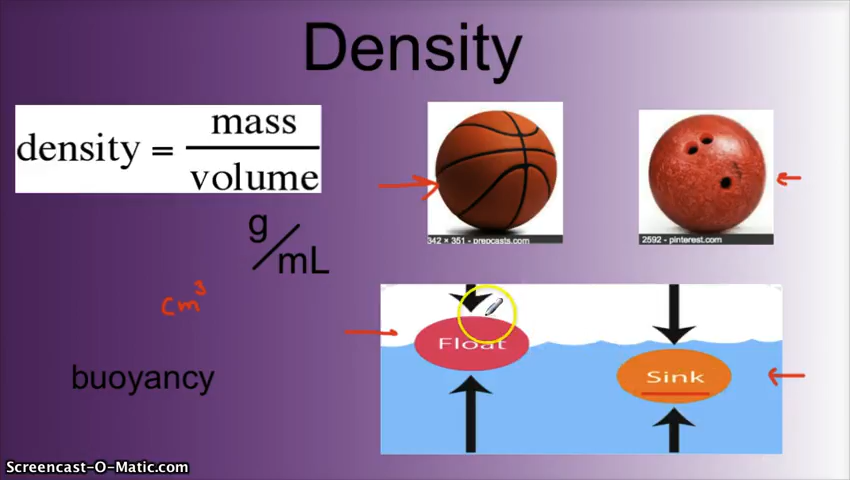 Density
density = mass
volume
g/mL
cm³
buoyancy
342 × 351 - prepcasts.com
2592 - pinterest.com
Float
Sink
Screencast-O-Matic.com